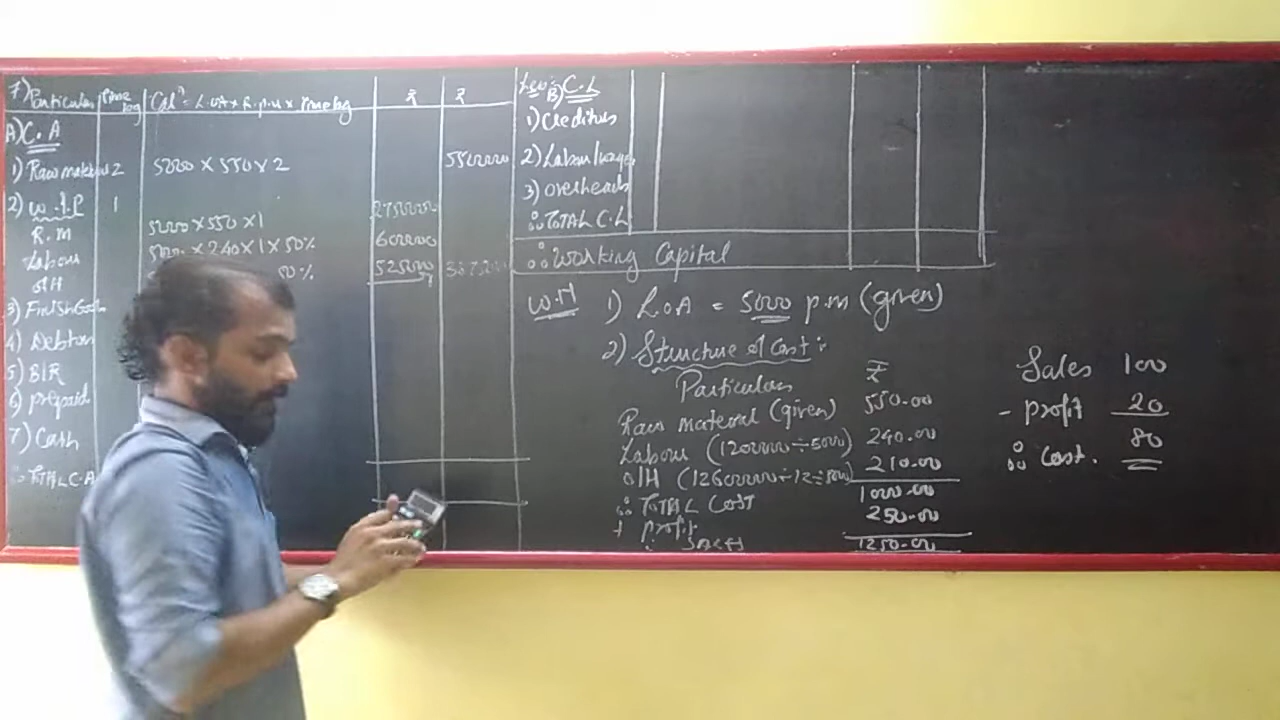 Particulars Time lag Calⁿ = L.O.A x R.p.u x Time lag ₹ ₹
A) C.A
1) Raw material 2 5000 X 550 X 2 5500000
2) W.I.P 1
R.M 5000 X 550 X 1 2750000
Labour 5000 X 240 X 1 X 50% 600000
OH 50% 525000
3) Finish Goods
4) Debtors
5) B/R
6) prepaid
7) Cash
∴ TOTAL C.A
Less: B) C.L
1) Creditors
2) Labour/wages
3) overheads
∴ TOTAL C.L
∴ Working Capital
W.N 1) L.O.A = 5000 p.m (given)
2) Structure of Cost:
Particulars ₹
Raw material (given) 550.00
Labour (1200000 ÷ 5000) 240.00
O/H (12600000 ÷ 12 ÷ 5000) 210.00
∴ TOTAL COST 1000.00
+ profit 250.00
∴ Sales 1250.00
Sales 100
- profit 20
∴ Cost. 80